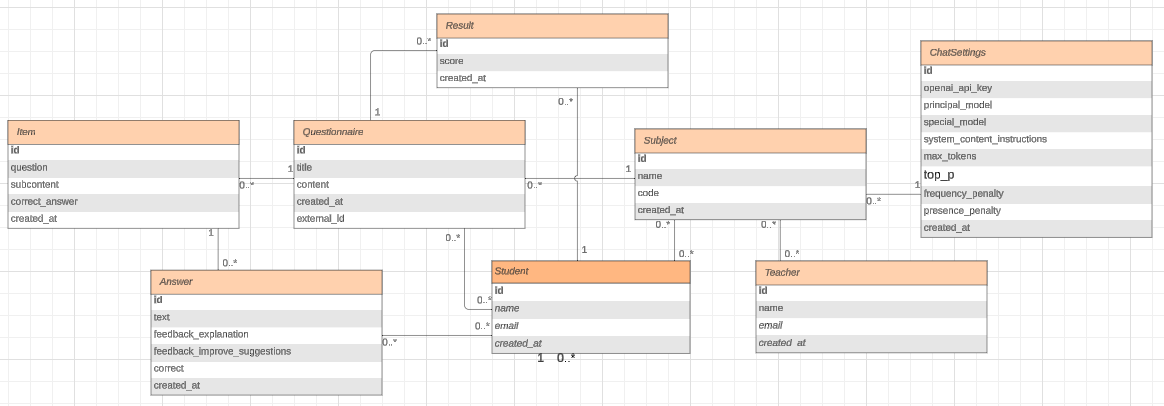 Result
id
score
created_at
0..*
1
0..*
1
ChatSettings
id
openai_api_key
principal_model
special_model
system_content_instructions
max_tokens
top_p
frequency_penalty
presence_penalty
created_at
Item
id
question
subcontent
correct_answer
created_at
0..*
1
Questionnaire
id
title
content
created_at
external_Id
0..*
1
Subject
id
name
code
created_at
0..*
1
1
0..*
0..*
0..*
0..*
0..*
0..*
0..*
Answer
id
text
feedback_explanation
feedback_improve_suggestions
correct
created_at
0..*
0..*
Student
id
name
email
created_at
1 0..*
Teacher
id
name
email
created_at